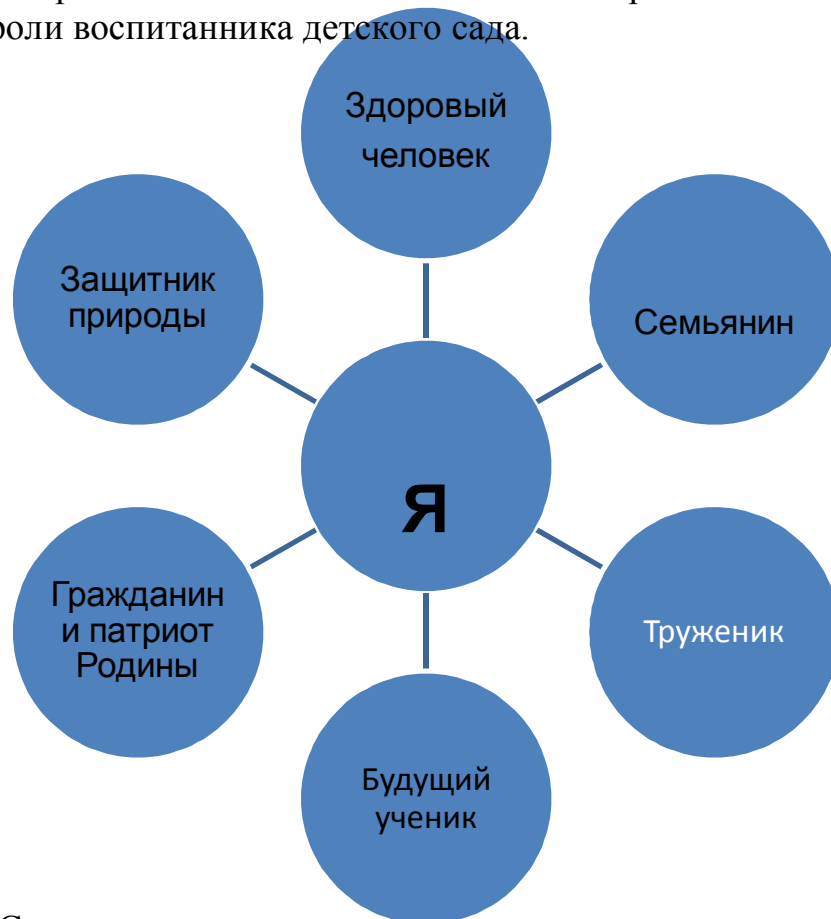 роли воспитанника детского сада.
Здоровый
человек
Семьянин
Труженик
Будущий
ученик
Гражданин
и патриот
Родины
Защитник
природы
Я